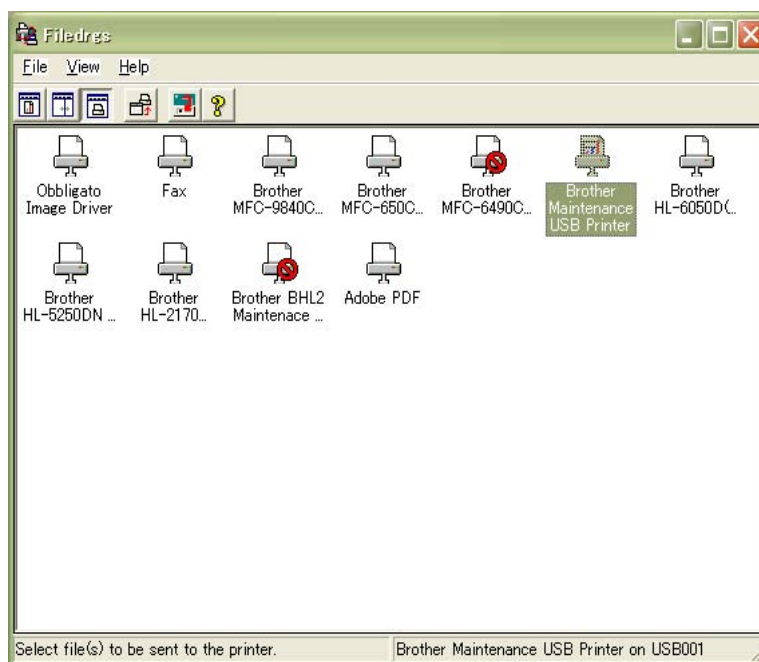 Filedrgs
File View Help
Obbligato
Image Driver
Fax
Brother
MFC-9840C...
Brother
MFC-650C...
Brother
MFC-6490C...
Brother
Maintenance
USB Printer
Brother
HL-6050D(...
Brother
HL-5250DN ...
Brother
HL-2170...
Brother BHL2
Maintenace ...
Adobe PDF
Select file(s) to be sent to the printer.
Brother Maintenance USB Printer on USB001